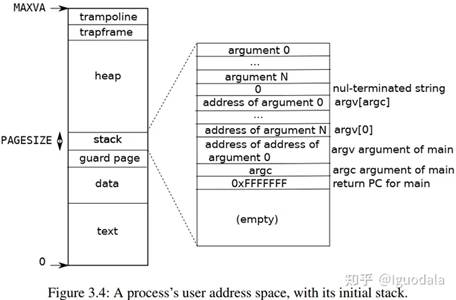 MAXVA
trampoline
trapframe
heap
PAGESIZE
stack
guard page
data
text
0
argument 0
...
argument N
0
nul-terminated string
address of argument 0
argv[argc]
...
address of argument N
argv[0]
address of address of
argument 0
argv argument of main
argc
argc argument of main
0xFFFFFFF
return PC for main
(empty)
知乎 @lguodala
Figure 3.4: A process's user address space, with its initial stack.